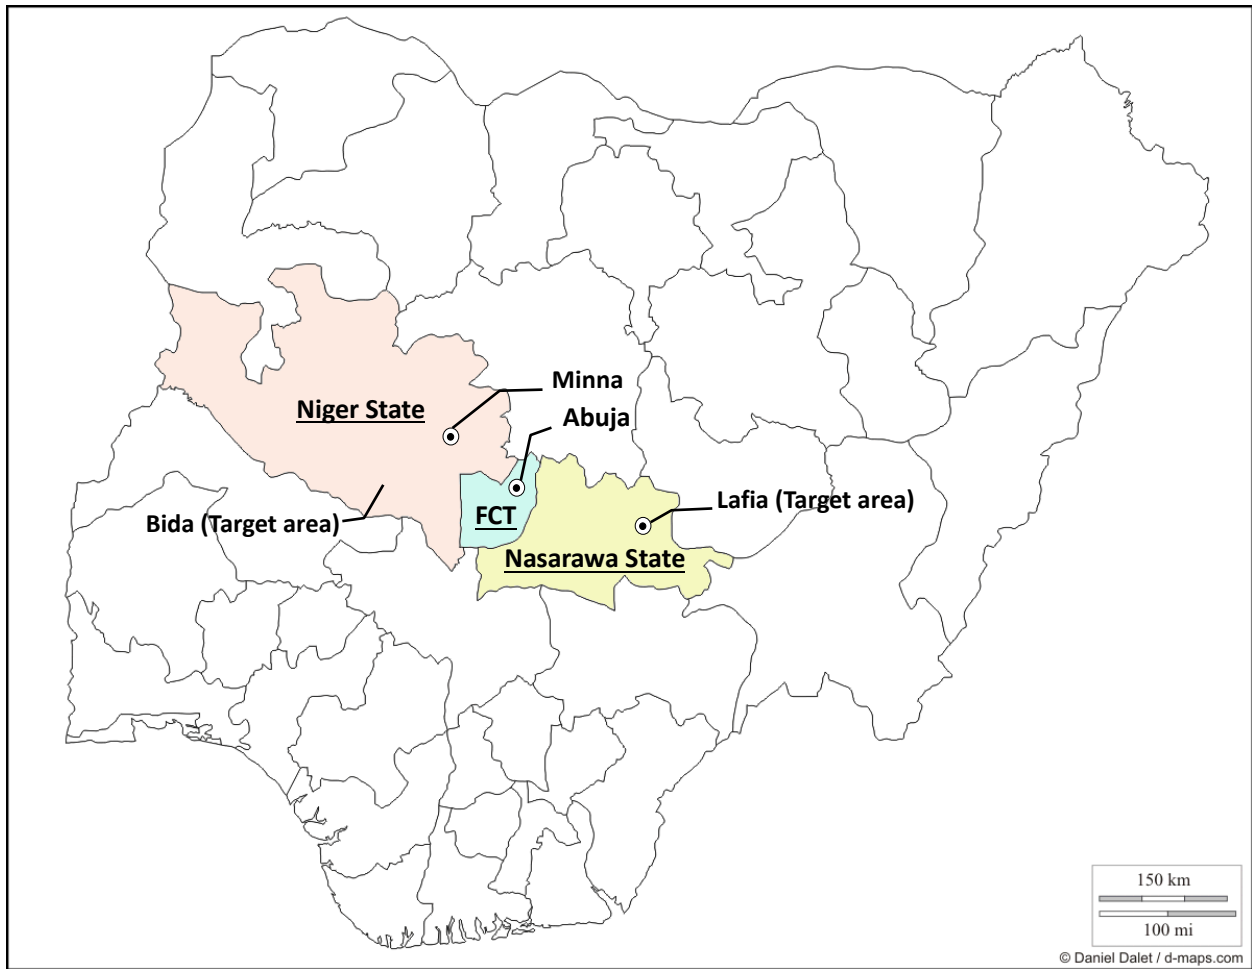 Minna
Niger State
Abuja
Lafia (Target area)
Bida (Target area)
FCT
Nasarawa State
150 km
100 mi
© Daniel Dalet / d-maps.com